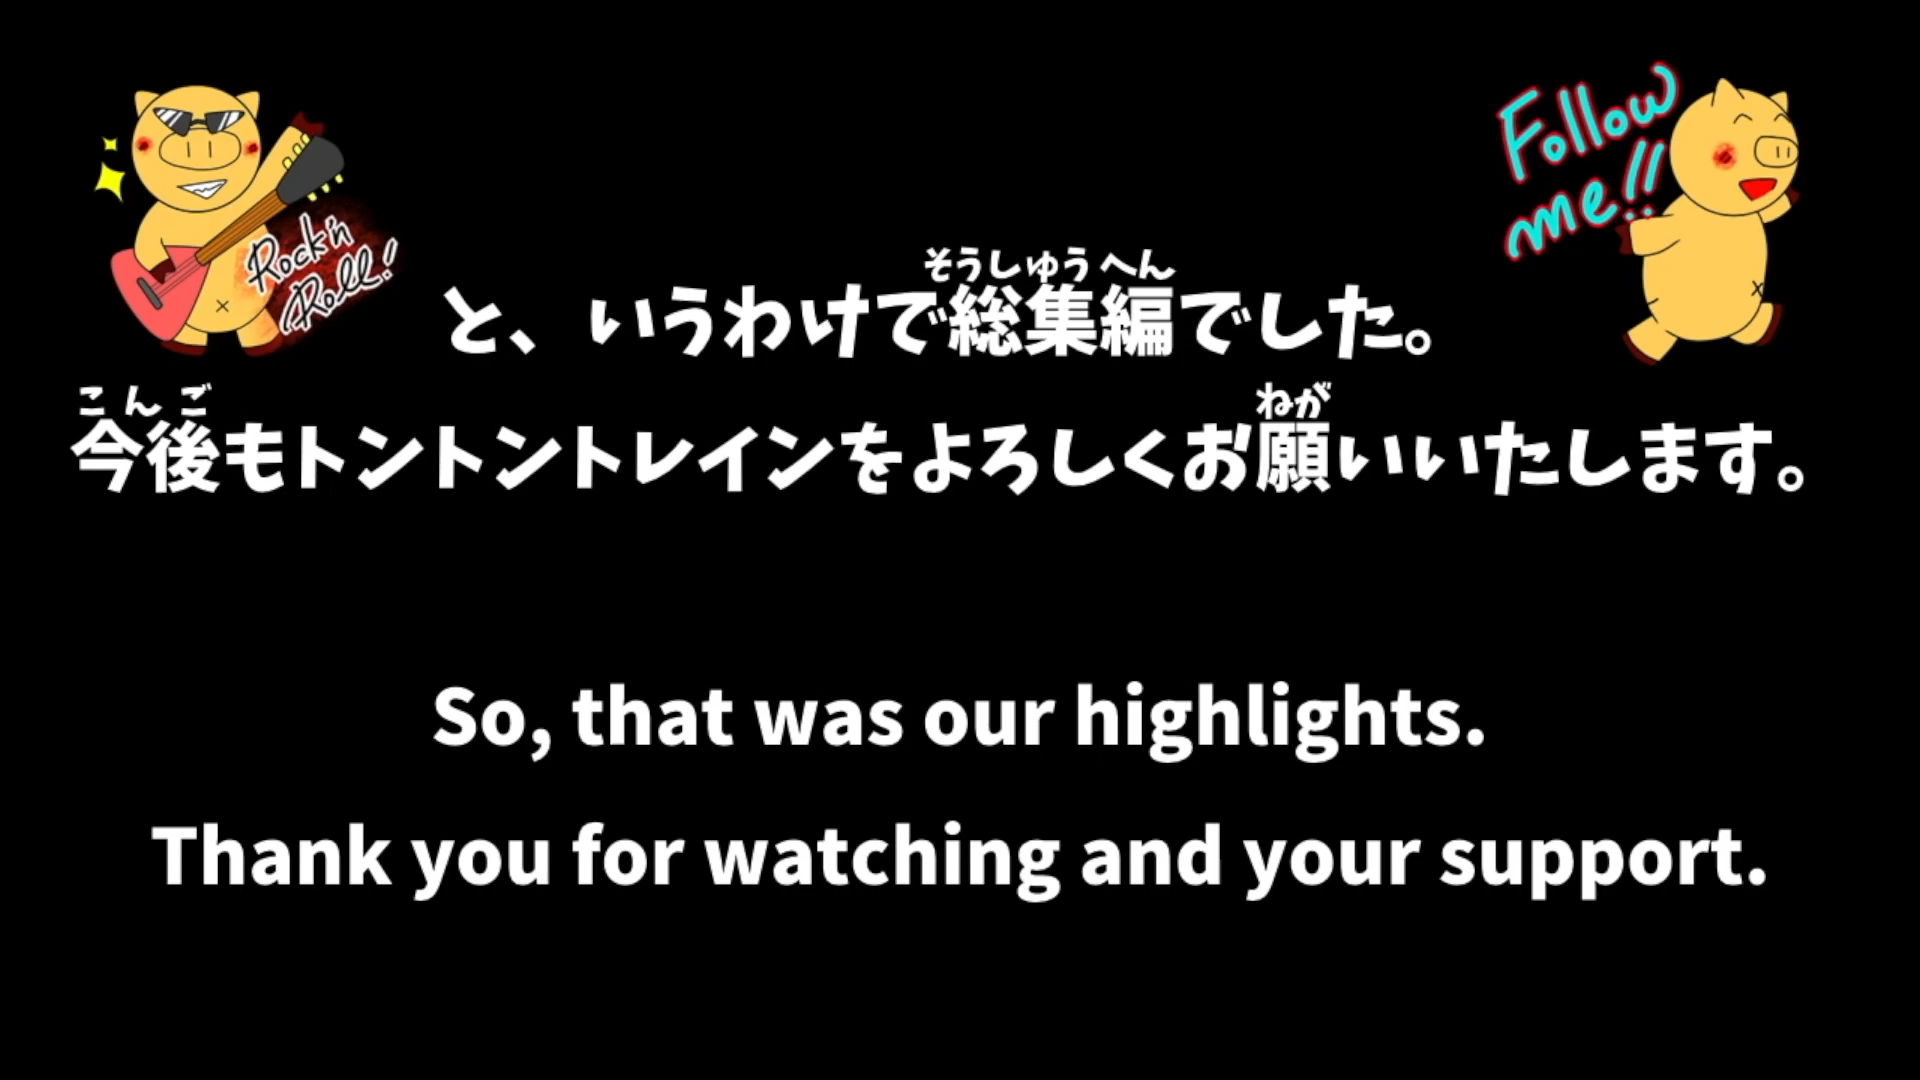 Rock'n
Roll!
Follow
me!!
そうしゅうへん
と、いうわけで総集編でした。
こんご ねが
今後もトントントレインをよろしくお願いいたします。
So, that was our highlights.
Thank you for watching and your support.